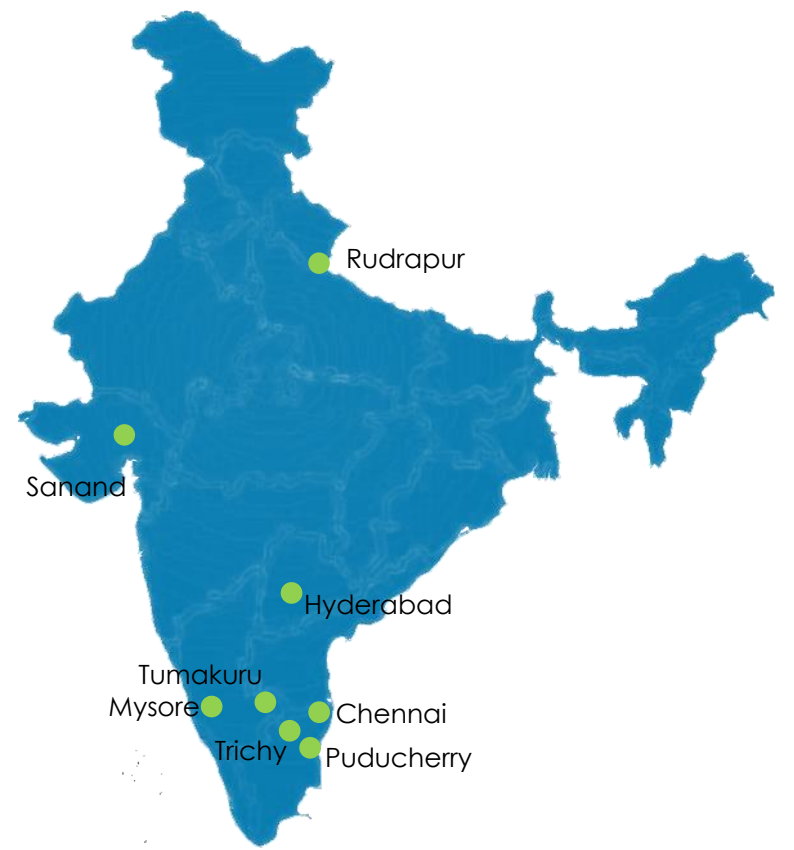 Rudrapur
Sanand
Hyderabad
Tumakuru
Mysore
Chennai
Trichy
Puducherry